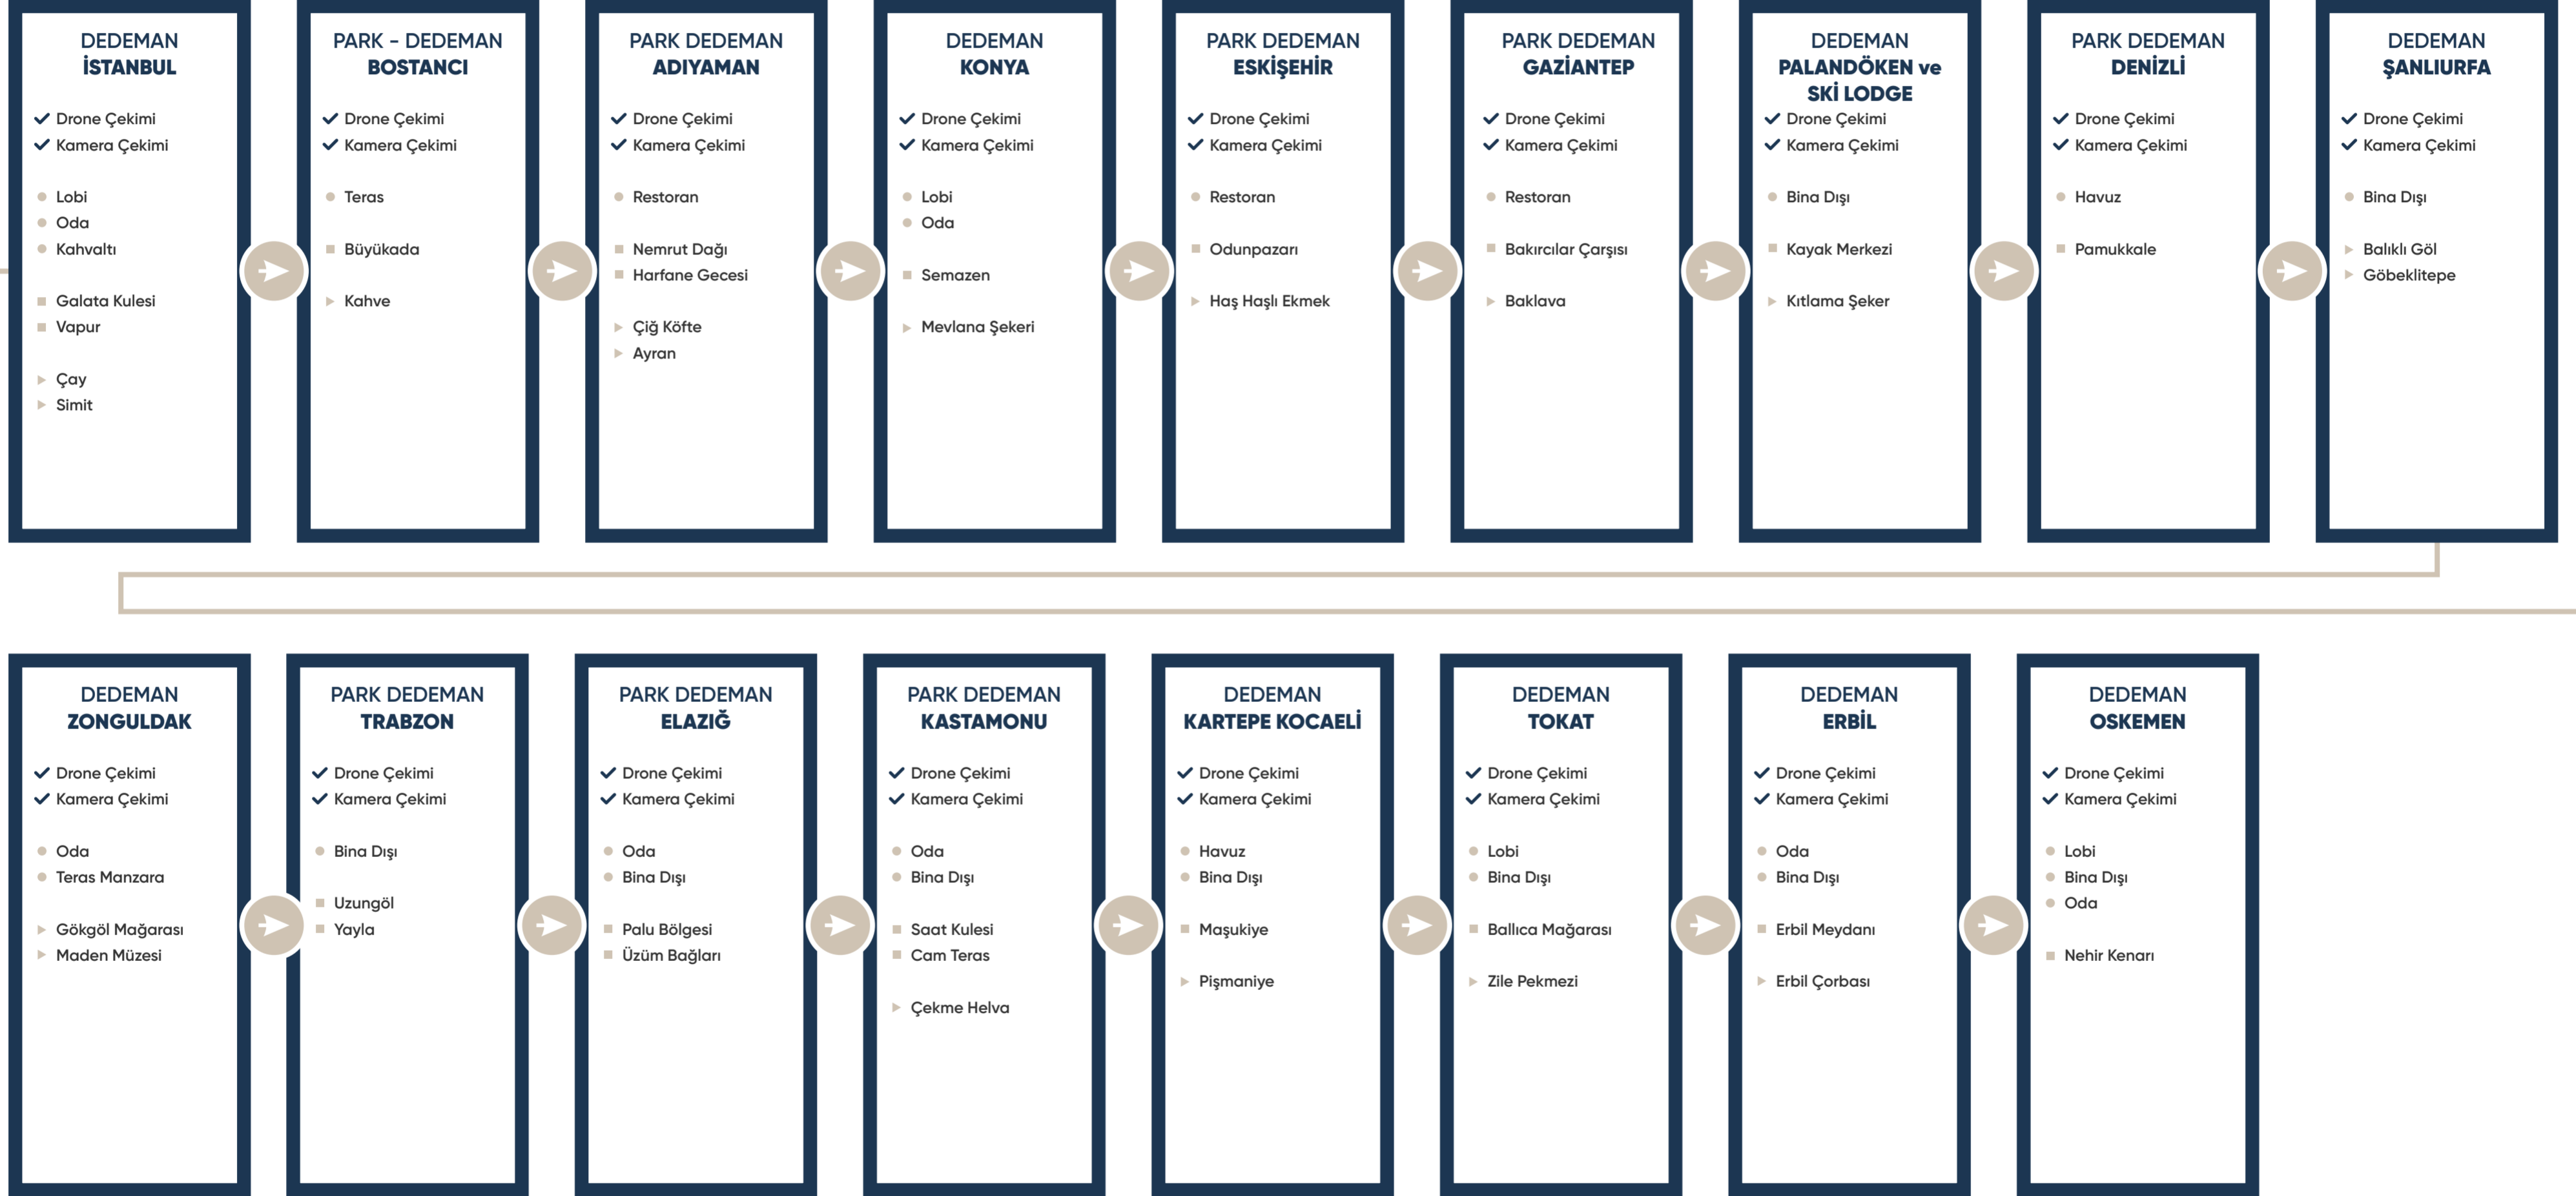 DEDEMAN
İSTANBUL
Drone Çekimi
Kamera Çekimi
Lobi
Oda
Kahvaltı
Galata Kulesi
Vapur
Çay
Simit
PARK - DEDEMAN
BOSTANCI
Drone Çekimi
Kamera Çekimi
Teras
Büyükada
Kahve
PARK DEDEMAN
ADIYAMAN
Drone Çekimi
Kamera Çekimi
Restoran
Nemrut Dağı
Harfane Gecesi
Çiğ Köfte
Ayran
DEDEMAN
KONYA
Drone Çekimi
Kamera Çekimi
Lobi
Oda
Semazen
Mevlana Şekeri
PARK DEDEMAN
ESKİŞEHİR
Drone Çekimi
Kamera Çekimi
Restoran
Odunpazarı
Haş Haşlı Ekmek
PARK DEDEMAN
GAZİANTEP
Drone Çekimi
Kamera Çekimi
Restoran
Bakırcılar Çarşısı
Baklava
DEDEMAN
PALANDÖKEN ve
SKİ LODGE
Drone Çekimi
Kamera Çekimi
Bina Dışı
Kayak Merkezi
Kıtlama Şeker
PARK DEDEMAN
DENİZLİ
Drone Çekimi
Kamera Çekimi
Havuz
Pamukkale
DEDEMAN
ŞANLIURFA
Drone Çekimi
Kamera Çekimi
Bina Dışı
Balıklı Göl
Göbeklitepe
DEDEMAN
ZONGULDAK
Drone Çekimi
Kamera Çekimi
Oda
Teras Manzara
Gökgöl Mağarası
Maden Müzesi
PARK DEDEMAN
TRABZON
Drone Çekimi
Kamera Çekimi
Bina Dışı
Uzungöl
Yayla
PARK DEDEMAN
ELAZIĞ
Drone Çekimi
Kamera Çekimi
Oda
Bina Dışı
Palu Bölgesi
Üzüm Bağları
PARK DEDEMAN
KASTAMONU
Drone Çekimi
Kamera Çekimi
Oda
Bina Dışı
Saat Kulesi
Cam Teras
Çekme Helva
DEDEMAN
KARTEPE KOCAELİ
Drone Çekimi
Kamera Çekimi
Havuz
Bina Dışı
Maşukiye
Pişmaniye
DEDEMAN
TOKAT
Drone Çekimi
Kamera Çekimi
Lobi
Bina Dışı
Ballıca Mağarası
Zile Pekmezi
DEDEMAN
ERBİL
Drone Çekimi
Kamera Çekimi
Oda
Bina Dışı
Erbil Meydanı
Erbil Çorbası
DEDEMAN
OSKEMEN
Drone Çekimi
Kamera Çekimi
Lobi
Bina Dışı
Oda
Nehir Kenarı